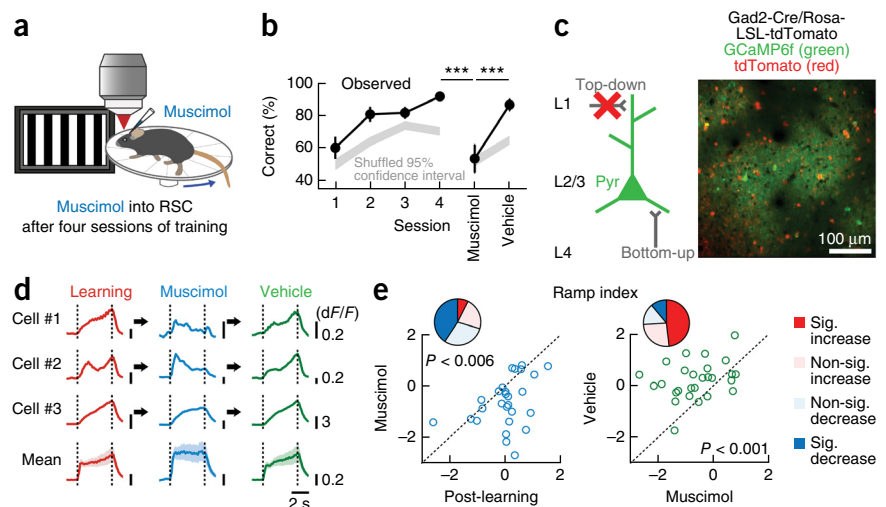 a
Muscimol
Muscimol into RSC
after four sessions of training
b
*** ***
Observed
100
80
60
40
Correct (%)
Shuffled 95%
confidence interval
1 2 3 4
Session
Muscimol
Vehicle
c
Top-down
L1
L2/3
Pyr
L4
Bottom-up
Gad2-Cre/Rosa-
LSL-tdTomato
GCaMP6f (green)
tdTomato (red)
100 μm
d
Learning Muscimol Vehicle
(dF/F)
Cell #1
0.2
Cell #2
0.2
Cell #3
3
Mean
0.2
2 s
e
Ramp index
P < 0.006
2
0
–2
Muscimol
–2 0 2
Post-learning
2
0
–2
Vehicle
P < 0.001
–2 0 2
Muscimol
Sig.
increase
Non-sig.
increase
Non-sig.
decrease
Sig.
decrease